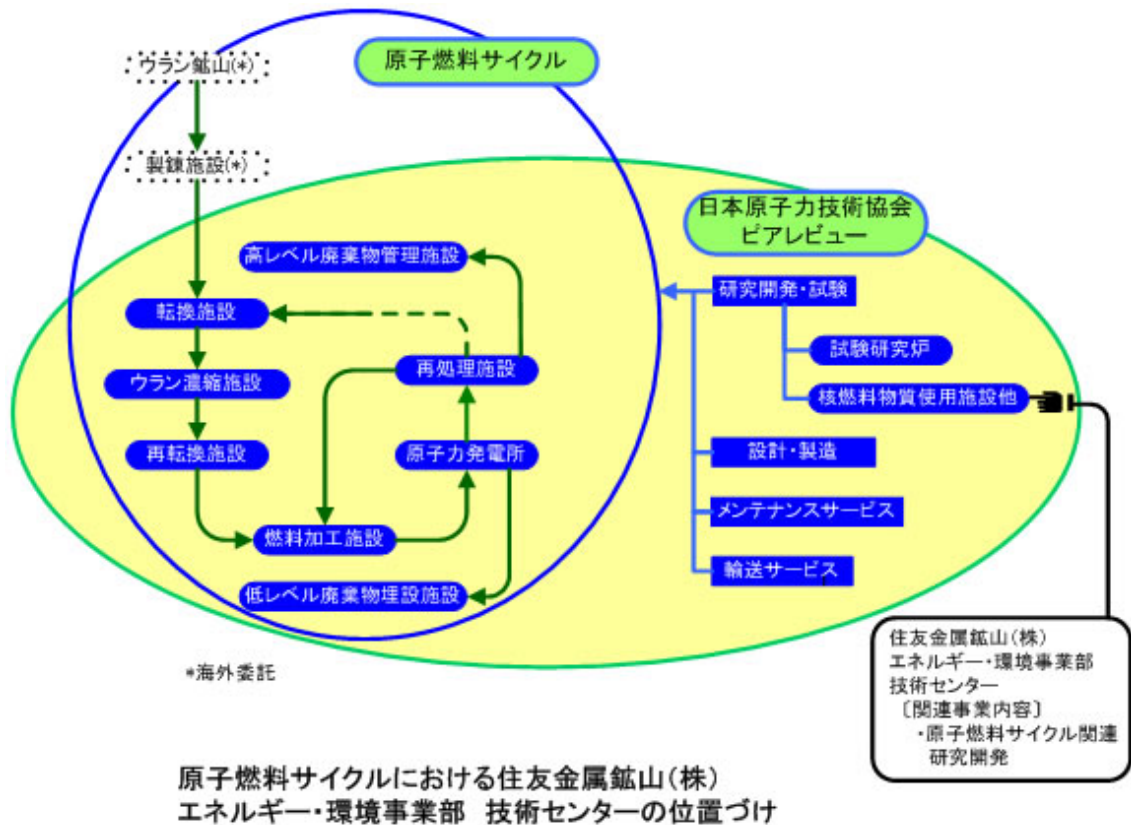 ウラン鉱山(*)
原子燃料サイクル
製錬施設(*)
日本原子力技術協会
ピアレビュー
高レベル廃棄物管理施設
研究開発・試験
転換施設
試験研究炉
再処理施設
ウラン濃縮施設
核燃料物質使用施設他
再転換施設
原子力発電所
設計・製造
メンテナンスサービス
燃料加工施設
輸送サービス
低レベル廃棄物埋設施設
*海外委託
住友金属鉱山(株)
エネルギー・環境事業部
技術センター
〔関連事業内容〕
・原子燃料サイクル関連
研究開発
原子燃料サイクルにおける住友金属鉱山(株)
エネルギー・環境事業部 技術センターの位置づけ